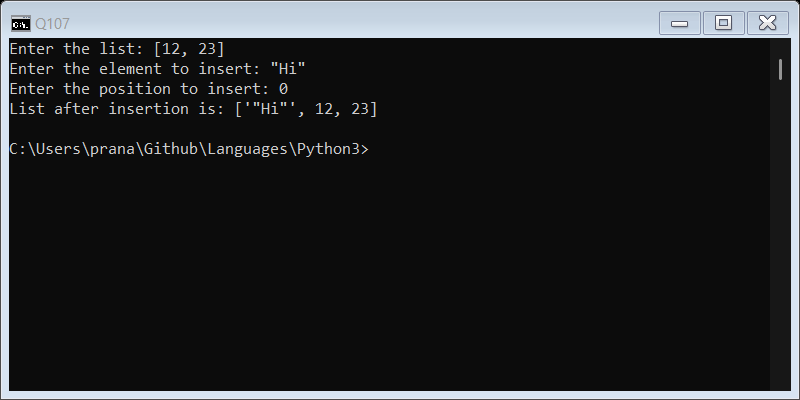 Q107
Enter the list: [12, 23]
Enter the element to insert: "Hi"
Enter the position to insert: 0
List after insertion is: ['"Hi"', 12, 23]
C:\Users\prana\Github\Languages\Python3>